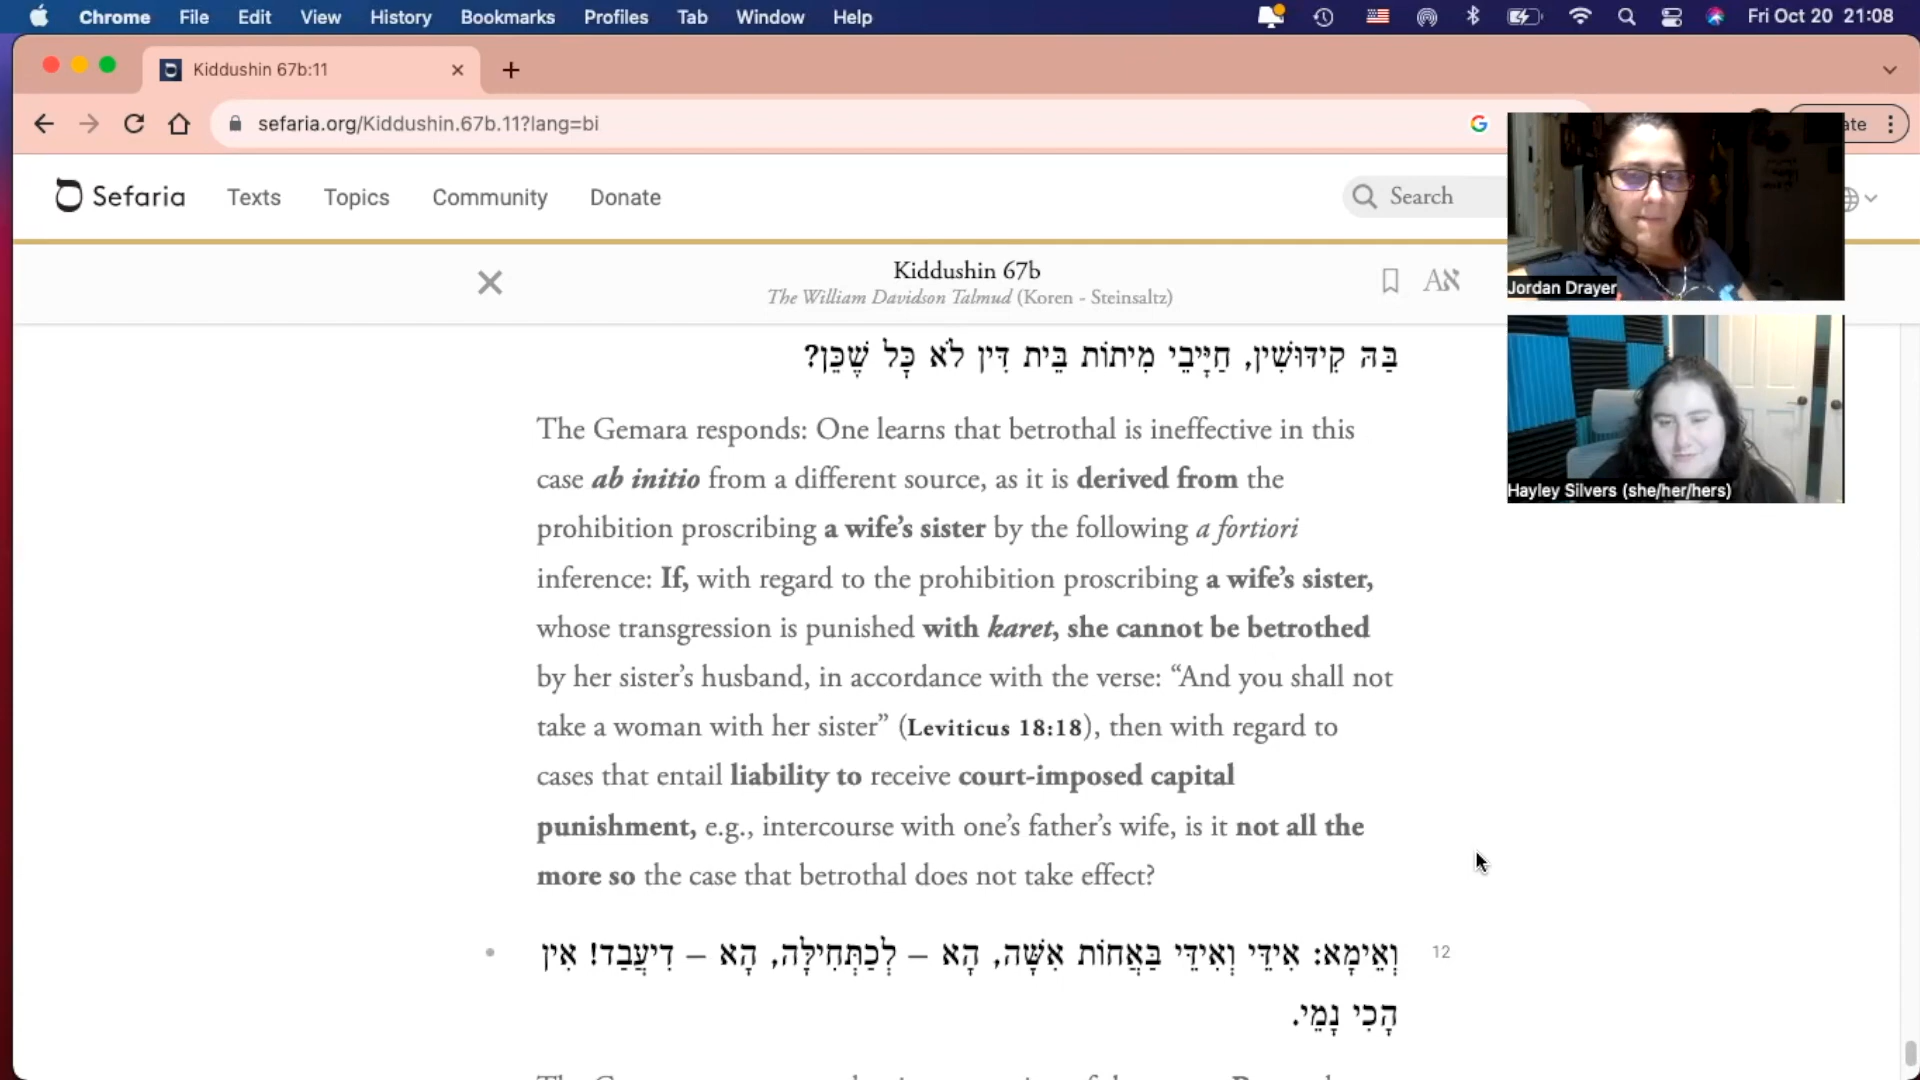 Chrome File Edit View History Bookmarks Profiles Tab Window Help Fri Oct 20 21:08
Kiddushin 67b:11
sefaria.org/Kiddushin.67b.11?lang=bi
Sefaria Texts Topics Community Donate Search
Kiddushin 67b
The William Davidson Talmud (Koren - Steinsaltz)
Jordan Drayer
Hayley Silvers (she/her/hers)
בַּהּ קִידּוּשִׁין, חַיָּיבֵי מִיתוֹת בֵּית דִּין לֹא כׇּל שֶׁכֵּן?
The Gemara responds: One learns that betrothal is ineffective in this
case ab initio from a different source, as it is derived from the
prohibition proscribing a wife’s sister by the following a fortiori
inference: If, with regard to the prohibition proscribing a wife’s sister,
whose transgression is punished with karet, she cannot be betrothed
by her sister’s husband, in accordance with the verse: “And you shall not
take a woman with her sister” (Leviticus 18:18), then with regard to
cases that entail liability to receive court-imposed capital
punishment, e.g., intercourse with one’s father’s wife, is it not all the
more so the case that betrothal does not take effect?
וְאֵימָא: אִידֵּי וְאִידֵּי בַּאֲחוֹת אִשָּׁה, הָא – לְכַתְּחִילָּה, הָא – דִיעֲבַד! אִין
12
הָכִי נָמֵי.